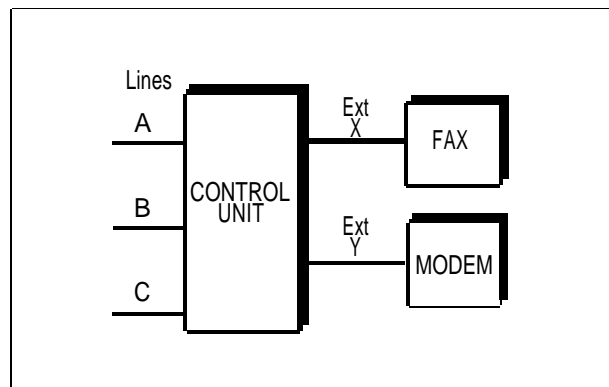 Lines
A
B
C
CONTROL
UNIT
Ext
X
FAX
Ext
Y
MODEM